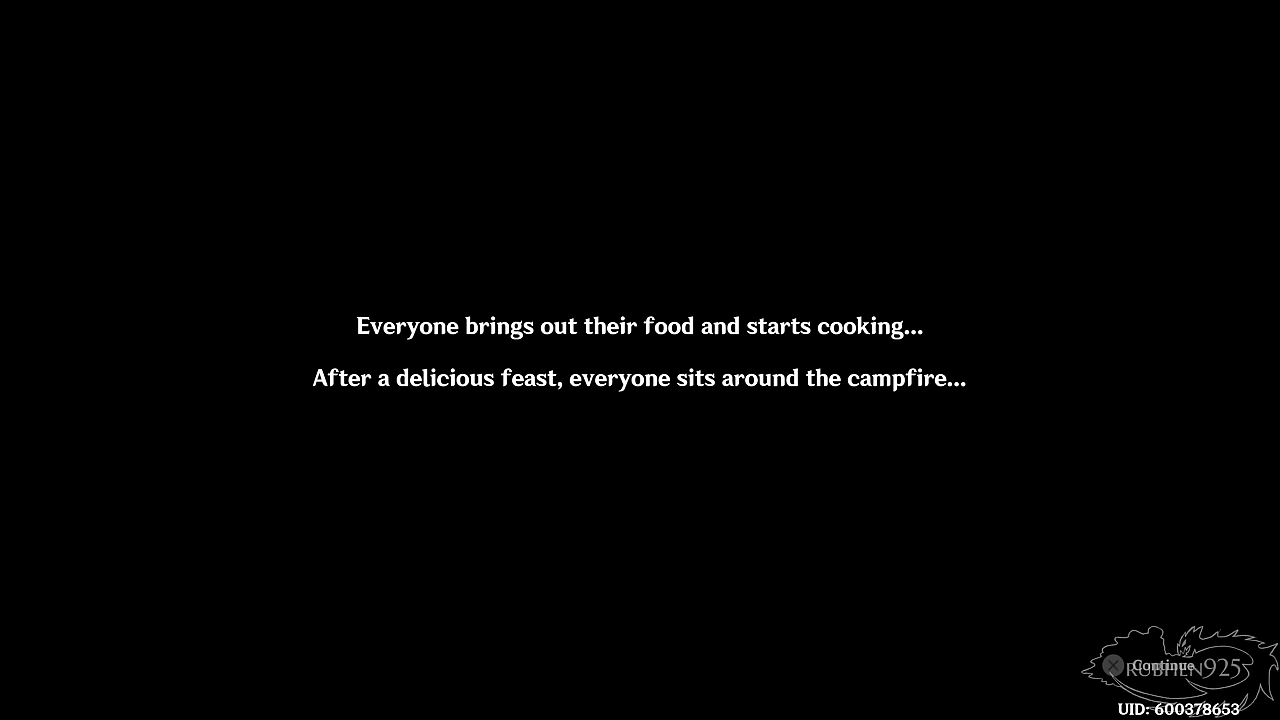 Everyone brings out their food and starts cooking...
After a delicious feast, everyone sits around the campfire...
Continue
RUBHEN925
UID: 600378653